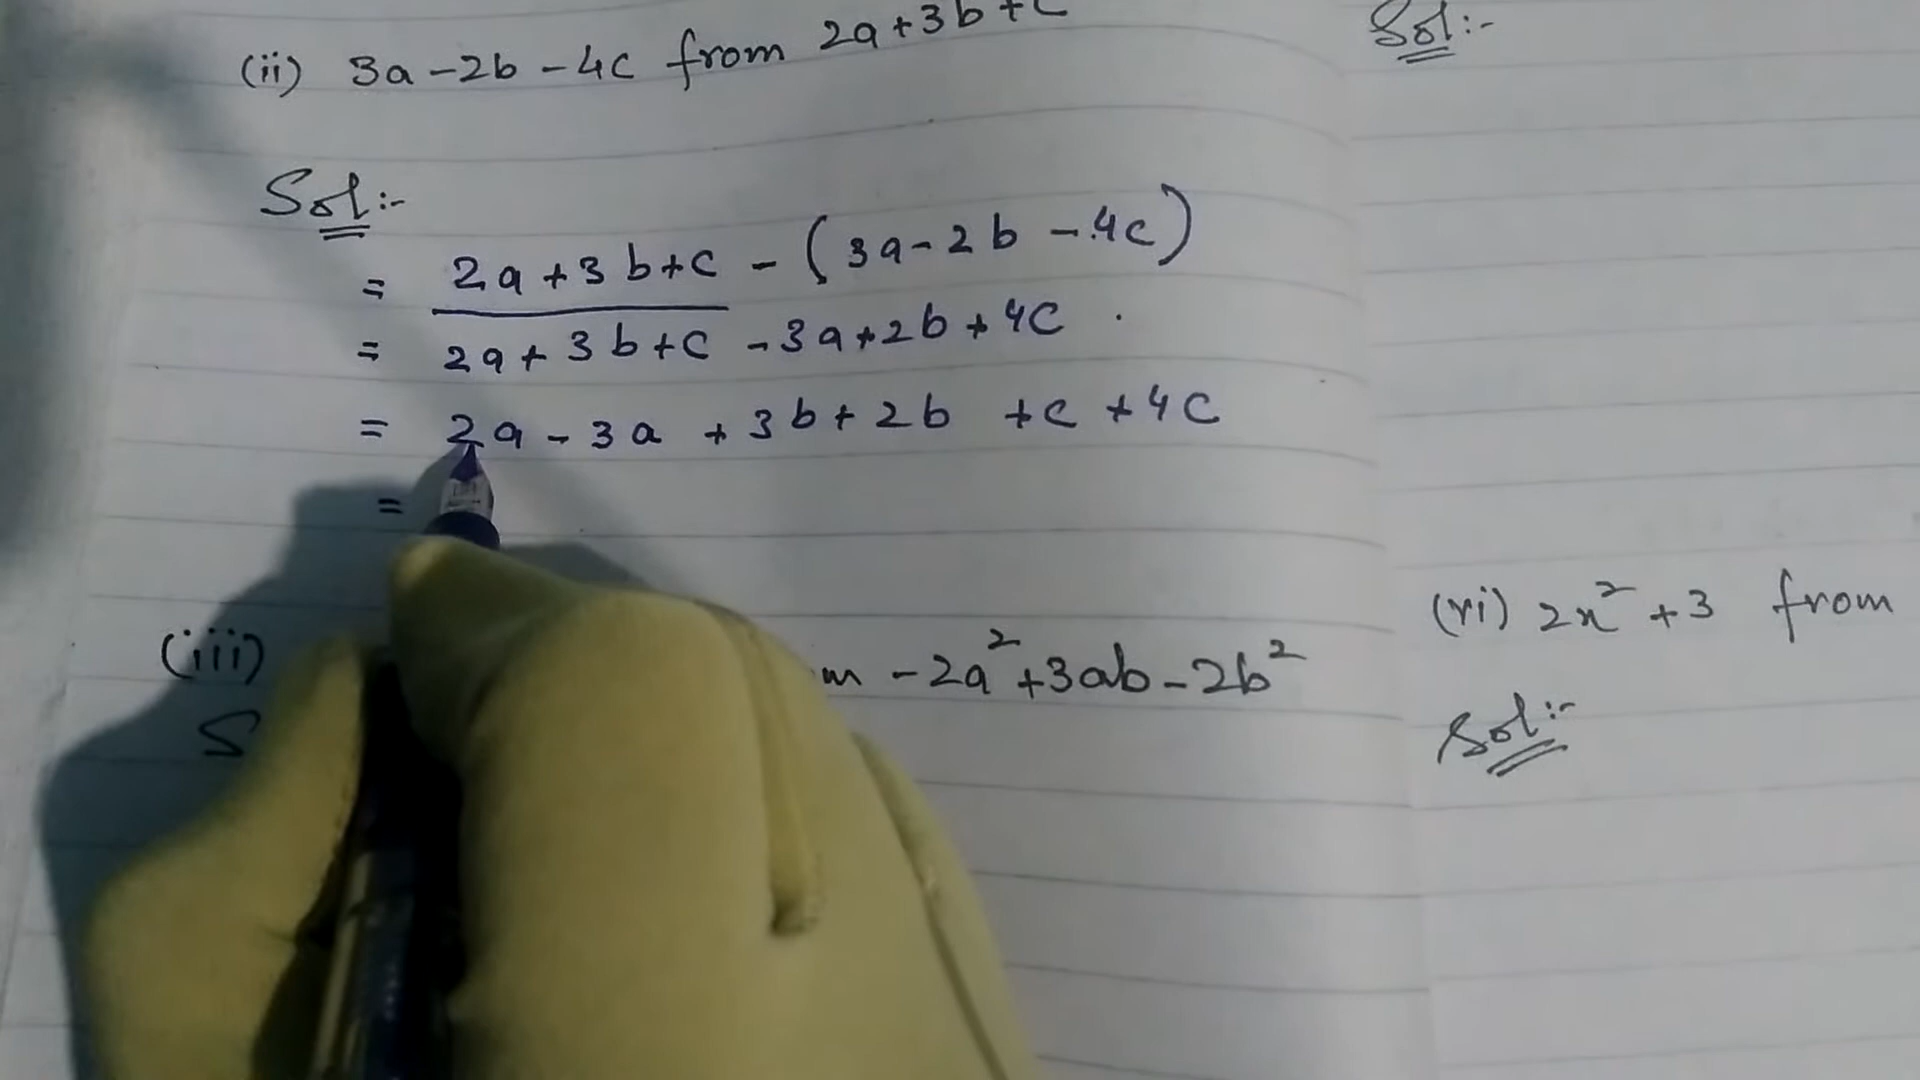 (ii) 3a - 2b - 4c from 2a + 3b + c
Sol:-
= 2a + 3b + c - (3a - 2b - 4c)
= 2a + 3b + c - 3a + 2b + 4c .
= 2a - 3a + 3b + 2b + c + 4c
=
(iii) m - 2a² + 3ab - 2b²
S
Sol:-
(vi) 2x² + 3 from
Sol:-